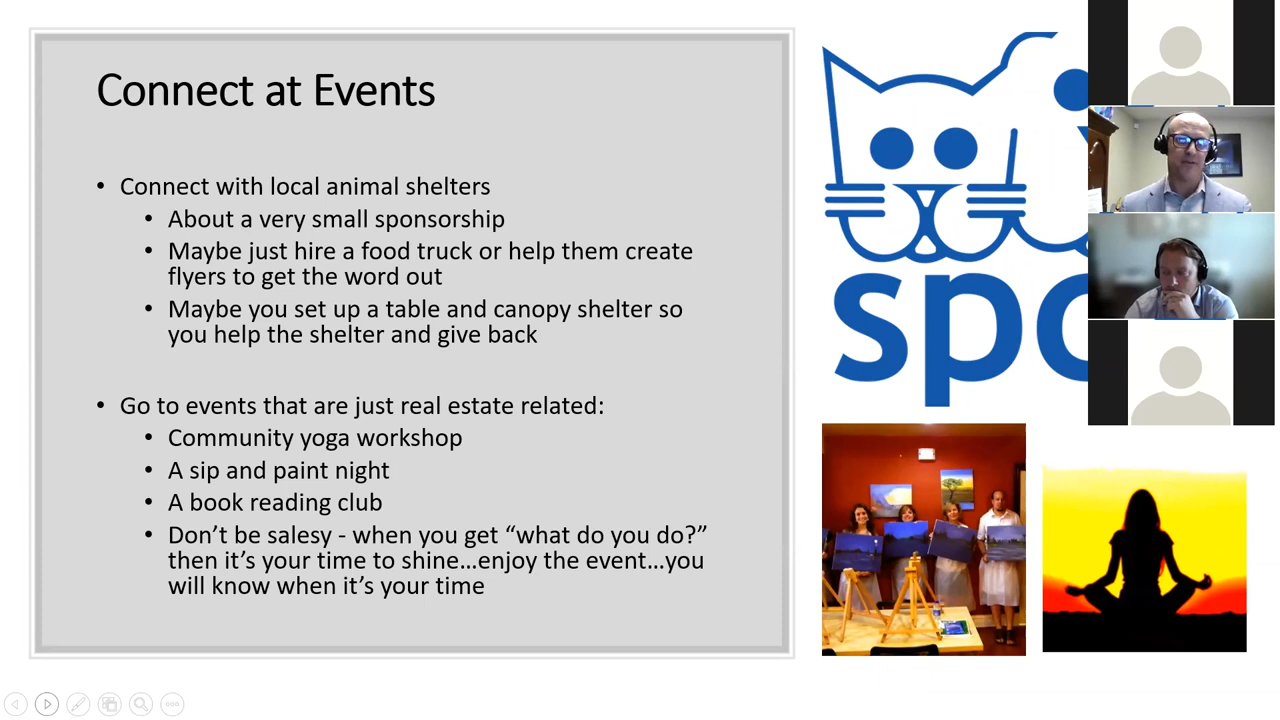 Connect at Events
• Connect with local animal shelters
• About a very small sponsorship
• Maybe just hire a food truck or help them create
flyers to get the word out
• Maybe you set up a table and canopy shelter so
you help the shelter and give back
• Go to events that are just real estate related:
• Community yoga workshop
• A sip and paint night
• A book reading club
• Don’t be salesy - when you get “what do you do?”
then it’s your time to shine…enjoy the event…you
will know when it’s your time